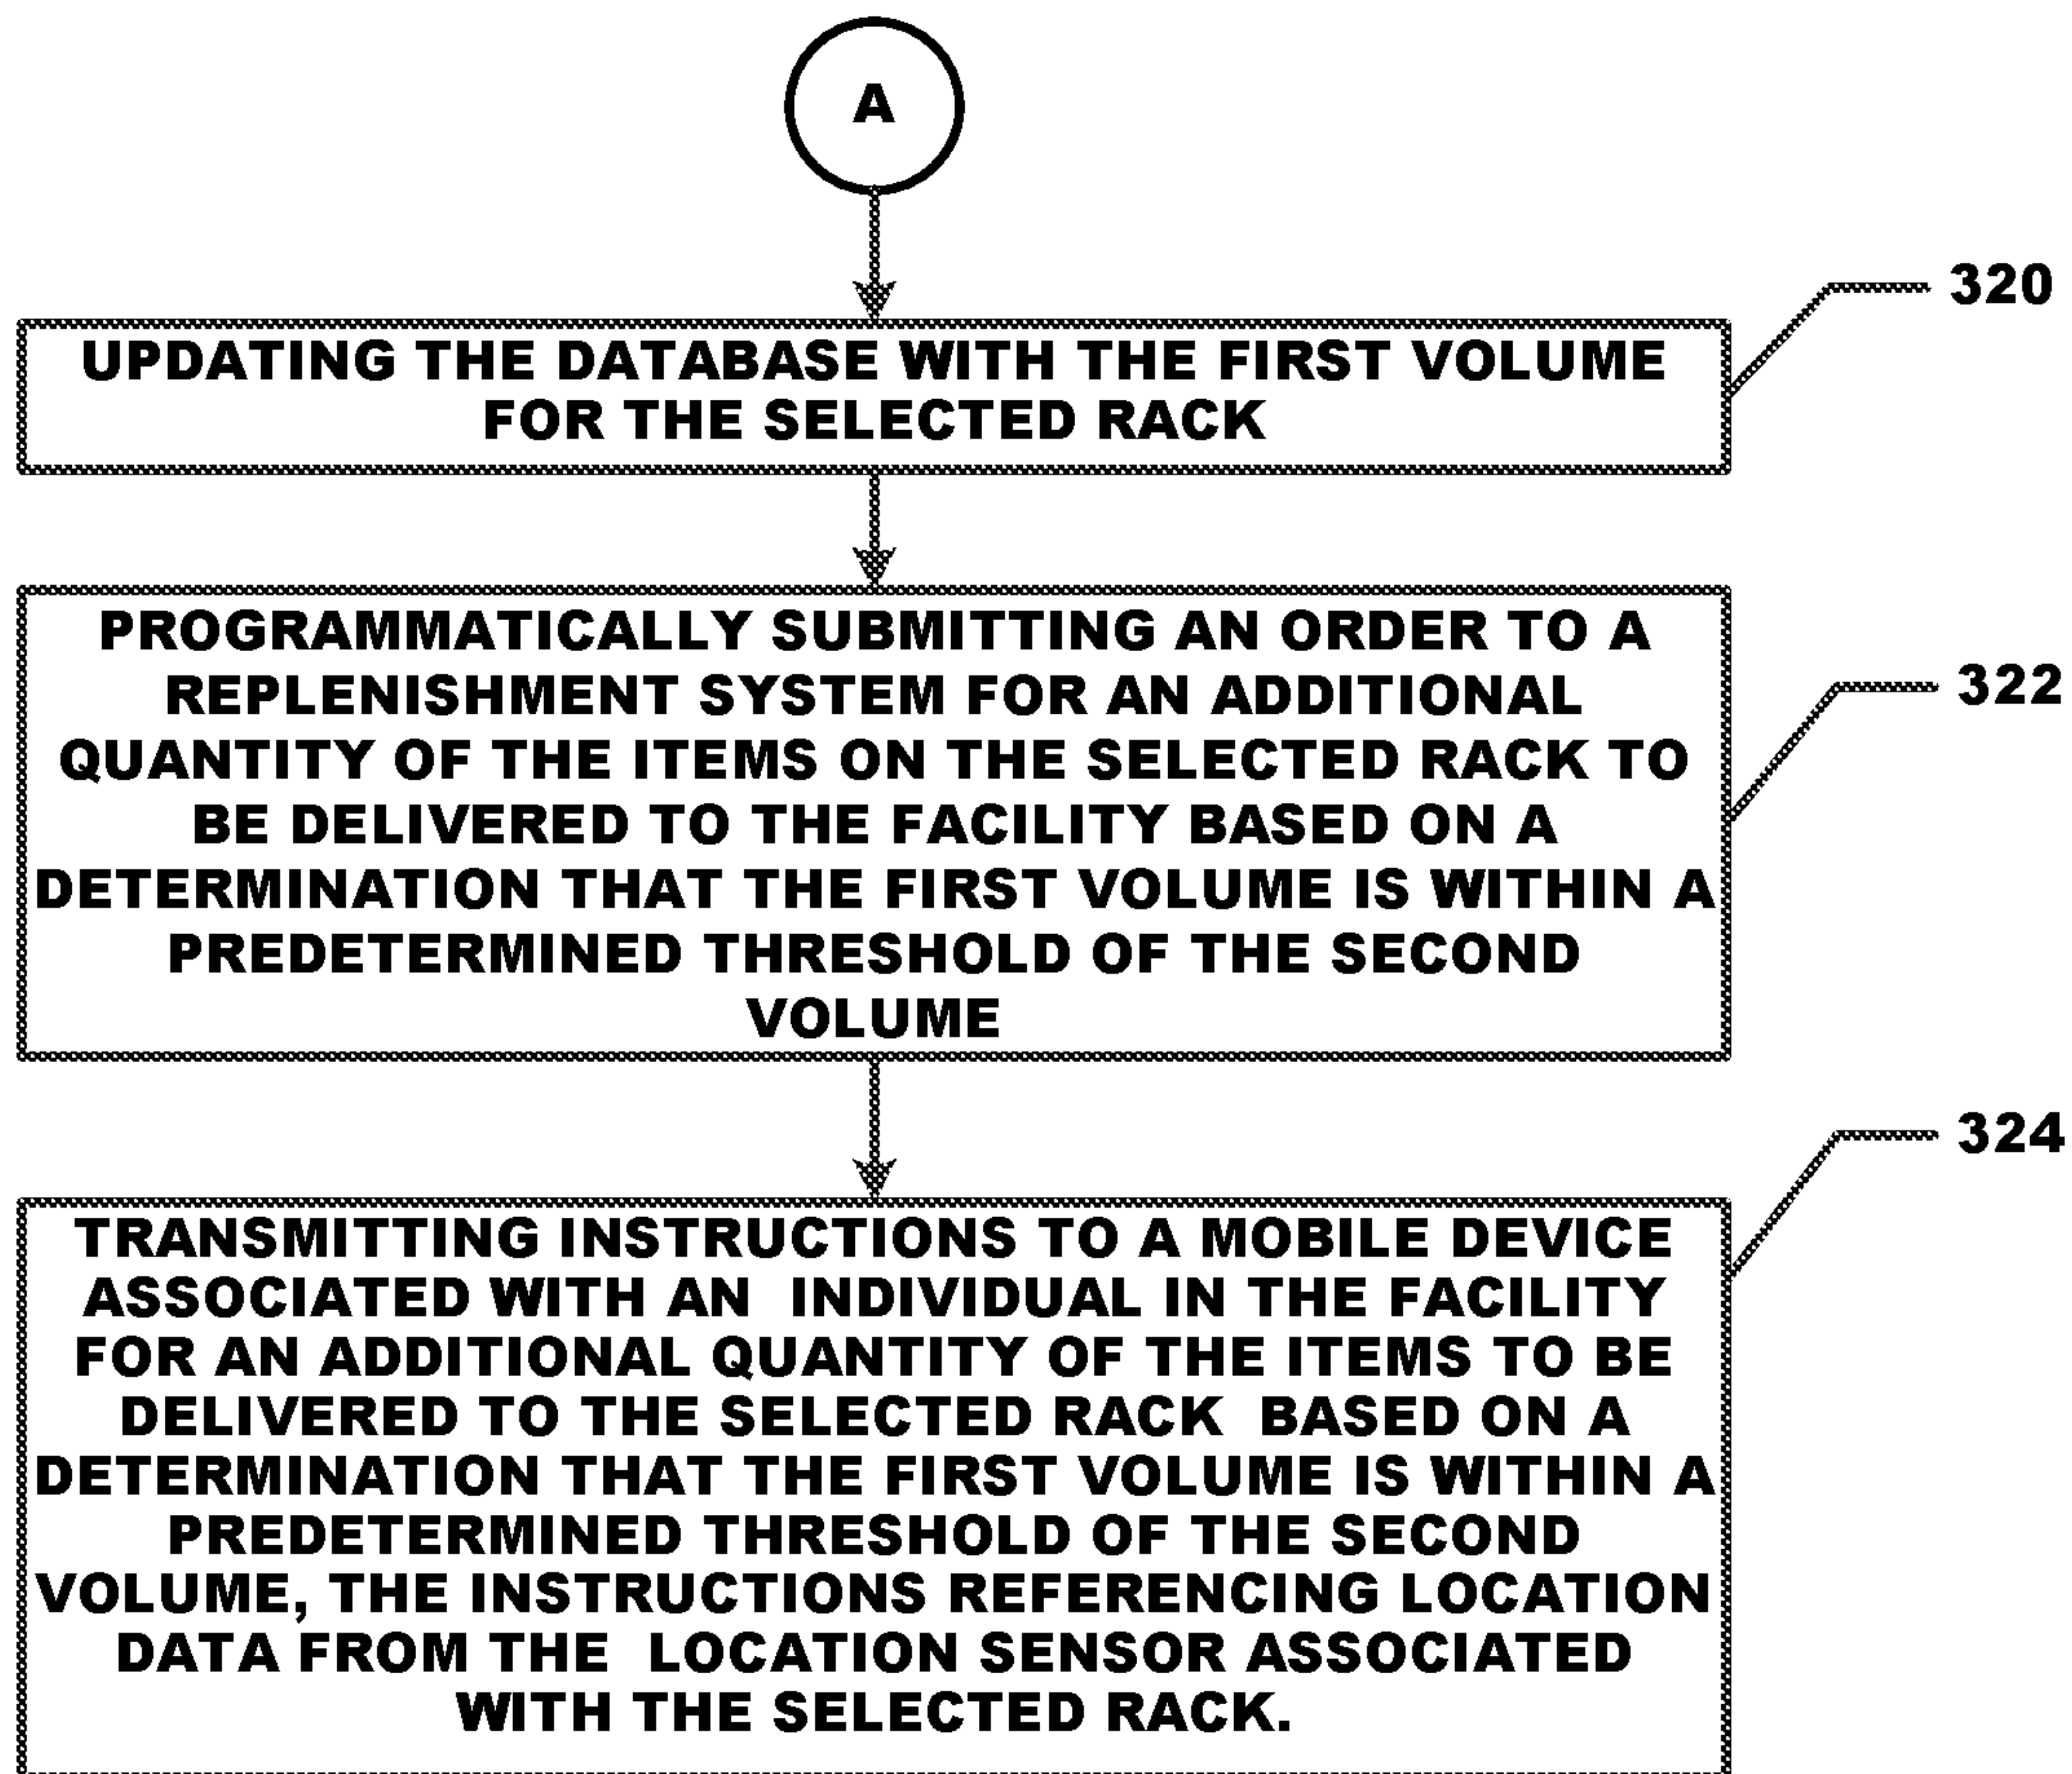 A
320
UPDATING THE DATABASE WITH THE FIRST VOLUME
FOR THE SELECTED RACK
PROGRAMMATICALLY SUBMITTING AN ORDER TO A
REPLENISHMENT SYSTEM FOR AN ADDITIONAL
322
QUANTITY OF THE ITEMS ON THE SELECTED RACK TO
BE DELIVERED TO THE FACILITY BASED ON A
DETERMINATION THAT THE FIRST VOLUME IS WITHIN A
PREDETERMINED THRESHOLD OF THE SECOND
VOLUME
324
TRANSMITTING INSTRUCTIONS TO A MOBILE DEVICE
ASSOCIATED WITH AN INDIVIDUAL IN THE FACILITY
FOR AN ADDITIONAL QUANTITY OF THE ITEMS TO BE
DELIVERED TO THE SELECTED RACK BASED ON A
DETERMINATION THAT THE FIRST VOLUME IS WITHIN A
PREDETERMINED THRESHOLD OF THE SECOND
VOLUME, THE INSTRUCTIONS REFERENCING LOCATION
DATA FROM THE LOCATION SENSOR ASSOCIATED
WITH THE SELECTED RACK.